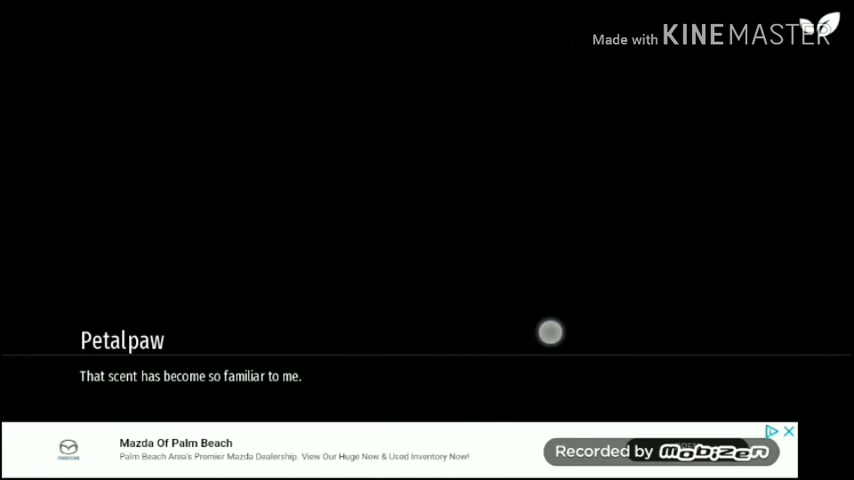 Made with KINEMASTER
Petalpaw
That scent has become so familiar to me.
Mazda Of Palm Beach
Palm Beach Area's Premier Mazda Dealership. View Our Huge New & Used Inventory Now!
Recorded by mobizen